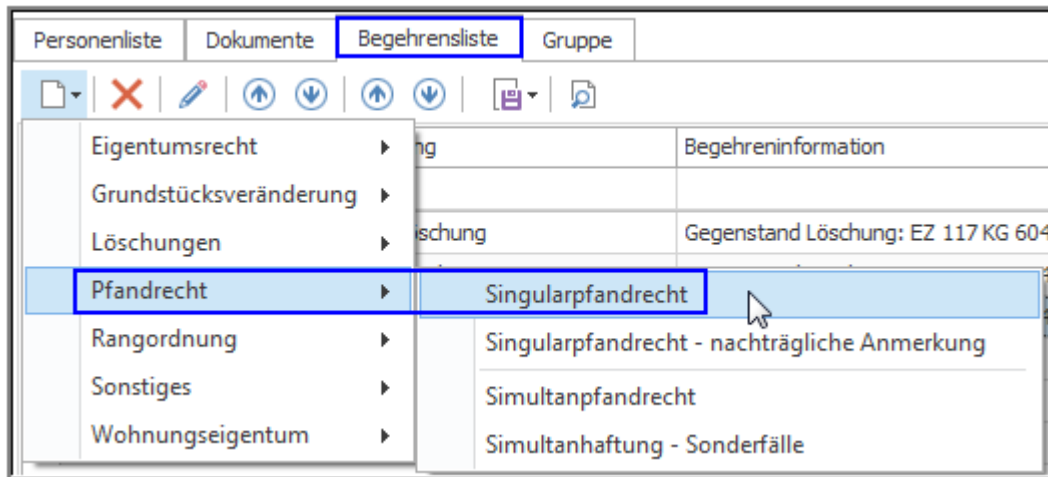 Personenliste Dokumente Begehrensliste Gruppe
Eigentumsrecht
ng Begehreninformation
Grundstücksveränderung
Löschungen
schung Gegenstand Löschung: EZ 117 KG 604
Pfandrecht
Singularpfandrecht
Rangordnung
Singularpfandrecht - nachträgliche Anmerkung
Sonstiges
Simultanpfandrecht
Wohnungseigentum
Simultanhaftung - Sonderfälle